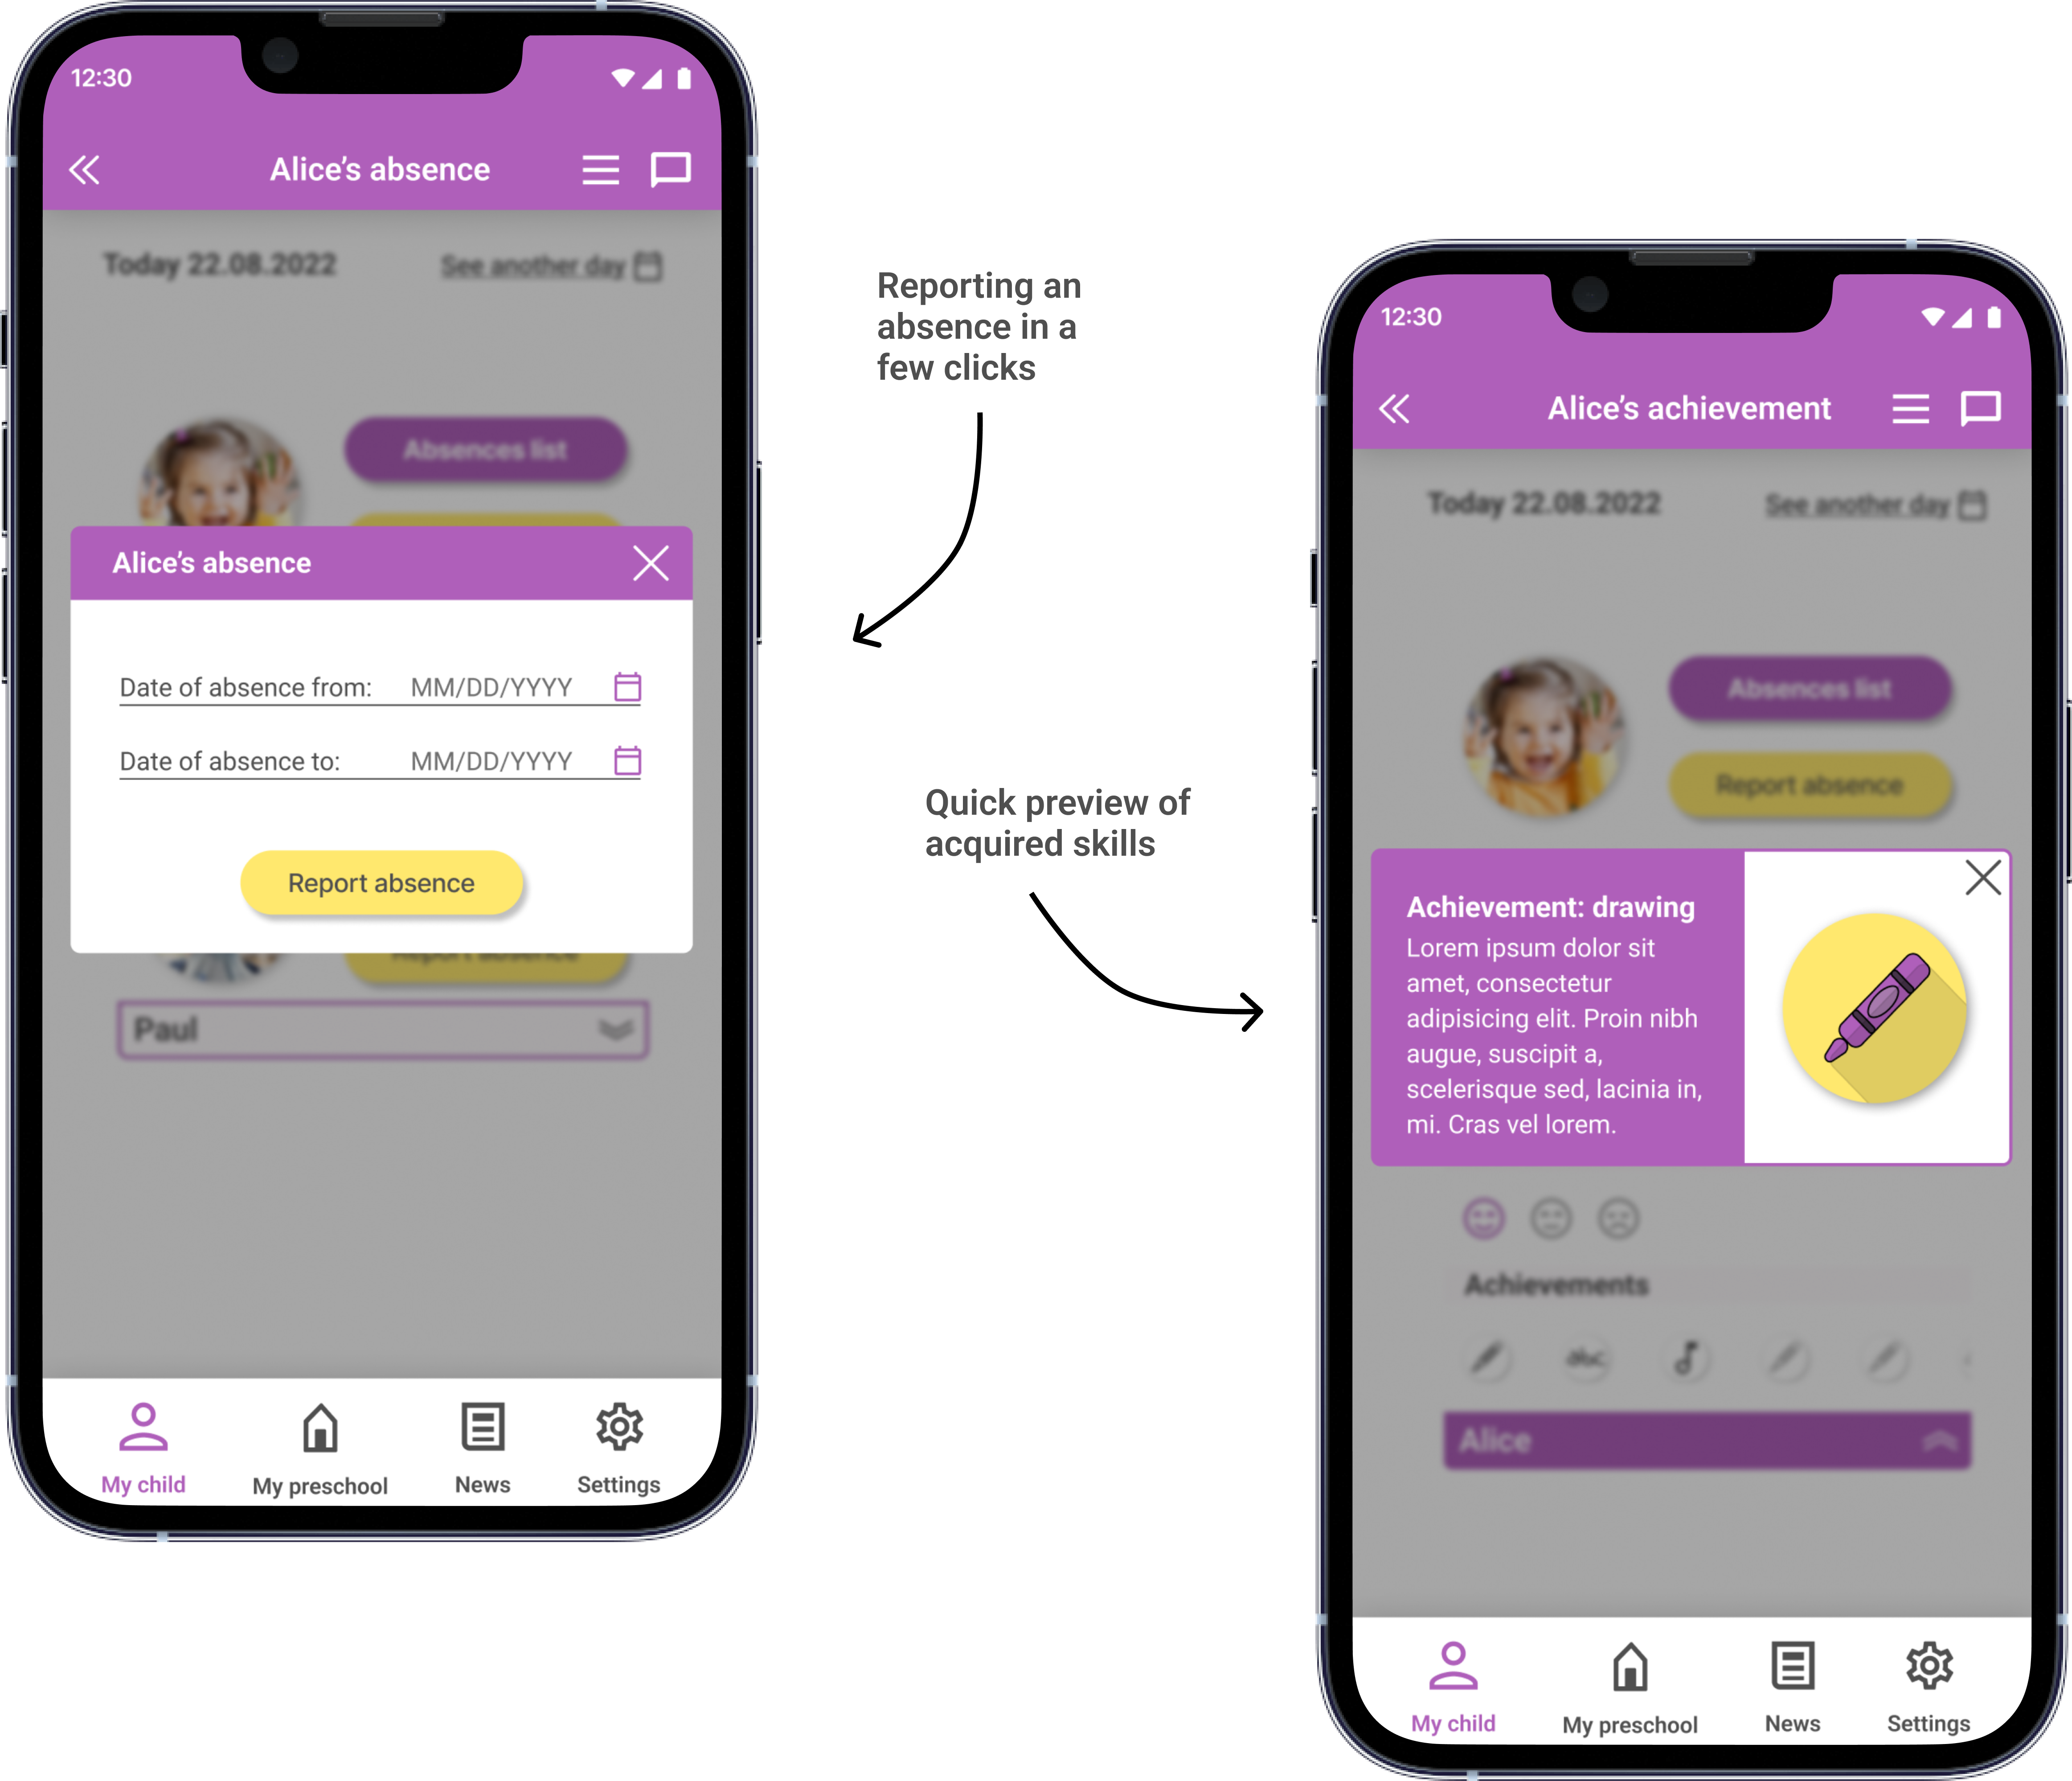 12:30
Alice’s absence
Today 22.08.2022
See another day
Absences list
Alice’s absence
Date of absence from: MM/DD/YYYY
Date of absence to: MM/DD/YYYY
Report absence
Report absence
Paul
My child
My preschool
News
Settings
Reporting an
absence in a
few clicks
Quick preview of
acquired skills
12:30
Alice’s achievement
Today 22.08.2022
See another day
Absences list
Report absence
Achievement: drawing
Lorem ipsum dolor sit
amet, consectetur
adipisicing elit. Proin nibh
augue, suscipit a,
scelerisque sed, lacinia in,
mi. Cras vel lorem.
Achievements
abc
Alice
My child
My preschool
News
Settings